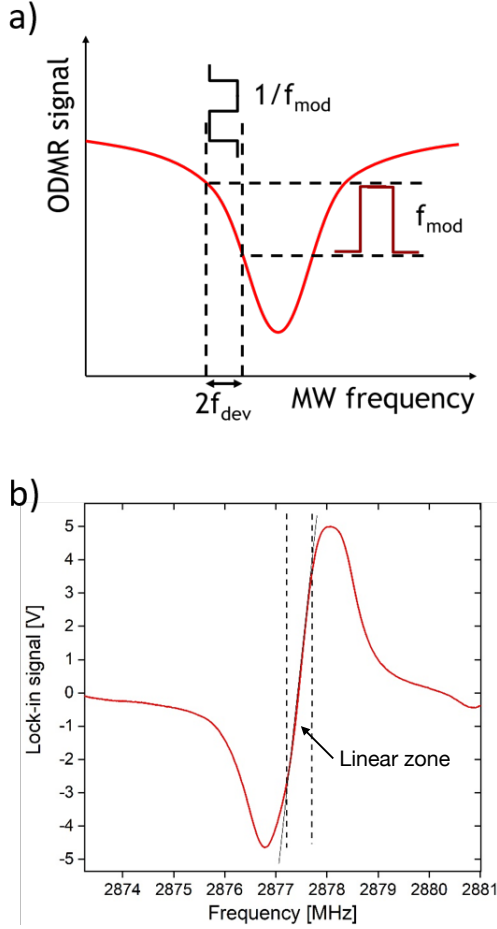 a)
ODMR signal
1/fmod
fmod
2fdev
MW frequency
b)
Lock-in signal [V]
5
4
3
2
1
0
-1
-2
-3
-4
-5
Linear zone
2874 2875 2876 2877 2878 2879 2880 2881
Frequency [MHz]